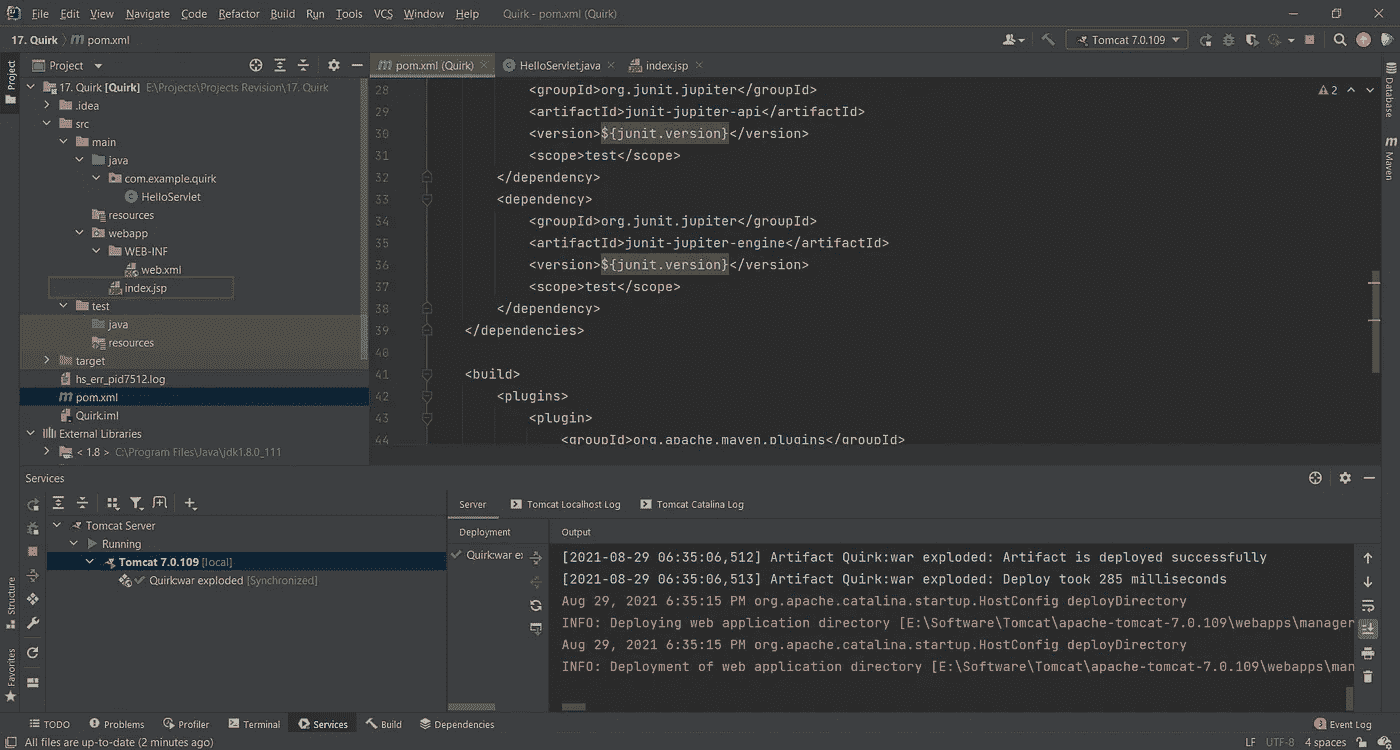 File Edit View Navigate Code Refactor Build Run Tools VCS Window Help Quirk - pom.xml (Quirk)
17. Quirk pom.xml
Tomcat 7.0.109
Project
Project
pom.xml (Quirk)
HelloServlet.java
index.jsp
17. Quirk [Quirk] E:\Projects\Projects Revision\17. Quirk
.idea
src
main
java
com.example.quirk
HelloServlet
resources
webapp
WEB-INF
web.xml
index.jsp
test
java
resources
target
hs_err_pid7512.log
pom.xml
Quirk.iml
External Libraries
< 1.8 > C:\Program Files\Java\jdk1.8.0_111
2
28 <groupId>org.junit.jupiter</groupId>
29 <artifactId>junit-jupiter-api</artifactId>
30 <version>${junit.version}</version>
31 <scope>test</scope>
32 </dependency>
33 <dependency>
34 <groupId>org.junit.jupiter</groupId>
35 <artifactId>junit-jupiter-engine</artifactId>
36 <version>${junit.version}</version>
37 <scope>test</scope>
38 </dependency>
39 </dependencies>
40
41 <build>
42 <plugins>
43 <plugin>
44 <groupId>org.apache.maven.plugins</groupId>
Database
Maven
Services
Structure
Favorites
Tomcat Server
Running
Tomcat 7.0.109 [local]
Quirk:war exploded [Synchronized]
Server Tomcat Localhost Log Tomcat Catalina Log
Deployment
Quirk:war e
Output
[2021-08-29 06:35:06,512] Artifact Quirk:war exploded: Artifact is deployed successfully
[2021-08-29 06:35:06,513] Artifact Quirk:war exploded: Deploy took 285 milliseconds
Aug 29, 2021 6:35:15 PM org.apache.catalina.startup.HostConfig deployDirectory
INFO: Deploying web application directory [E:\Software\Tomcat\apache-tomcat-7.0.109\webapps\manager
Aug 29, 2021 6:35:15 PM org.apache.catalina.startup.HostConfig deployDirectory
INFO: Deployment of web application directory [E:\Software\Tomcat\apache-tomcat-7.0.109\webapps\man
TODO Problems Profiler Terminal Services Build Dependencies
3 Event Log
All files are up-to-date (2 minutes ago)
LF UTF-8 4 spaces